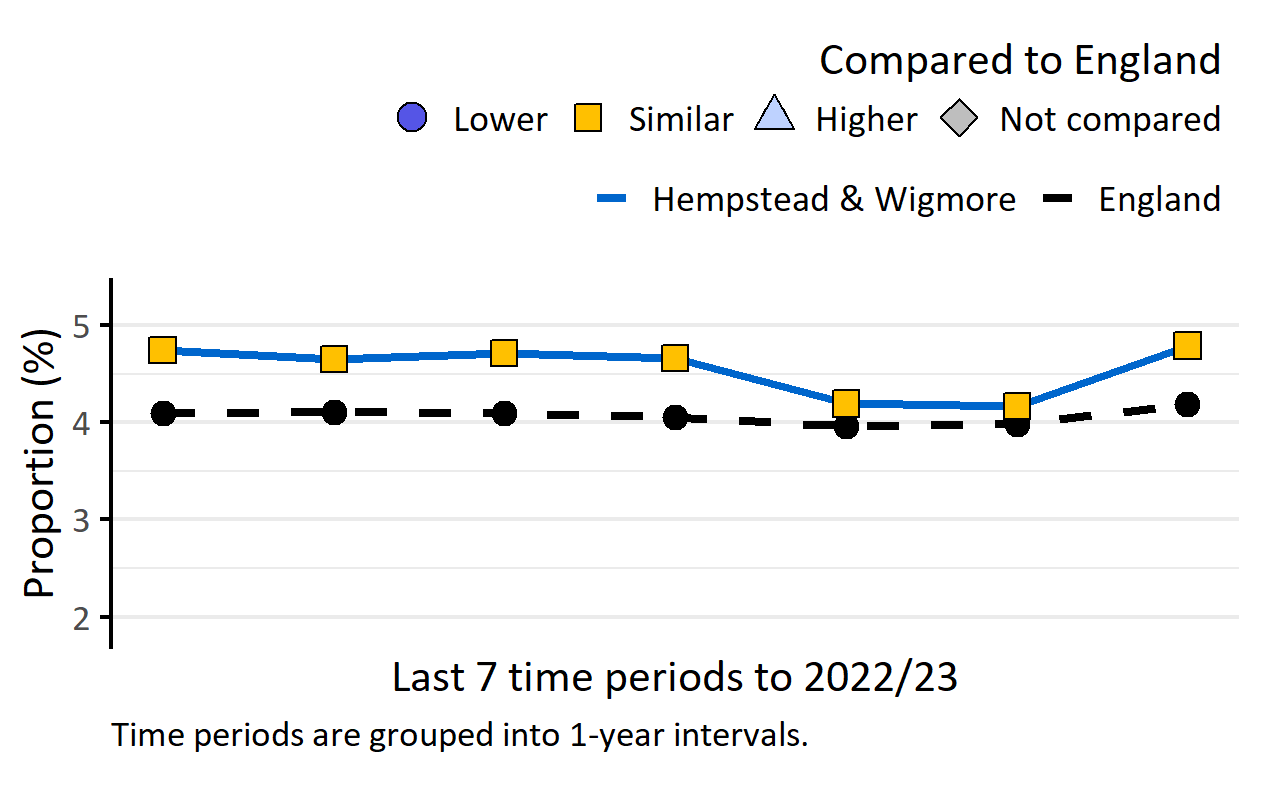 Compared to England
Lower Similar Higher Not compared
Hempstead & Wigmore England
Proportion (%)
5
4
3
2
Last 7 time periods to 2022/23
Time periods are grouped into 1-year intervals.